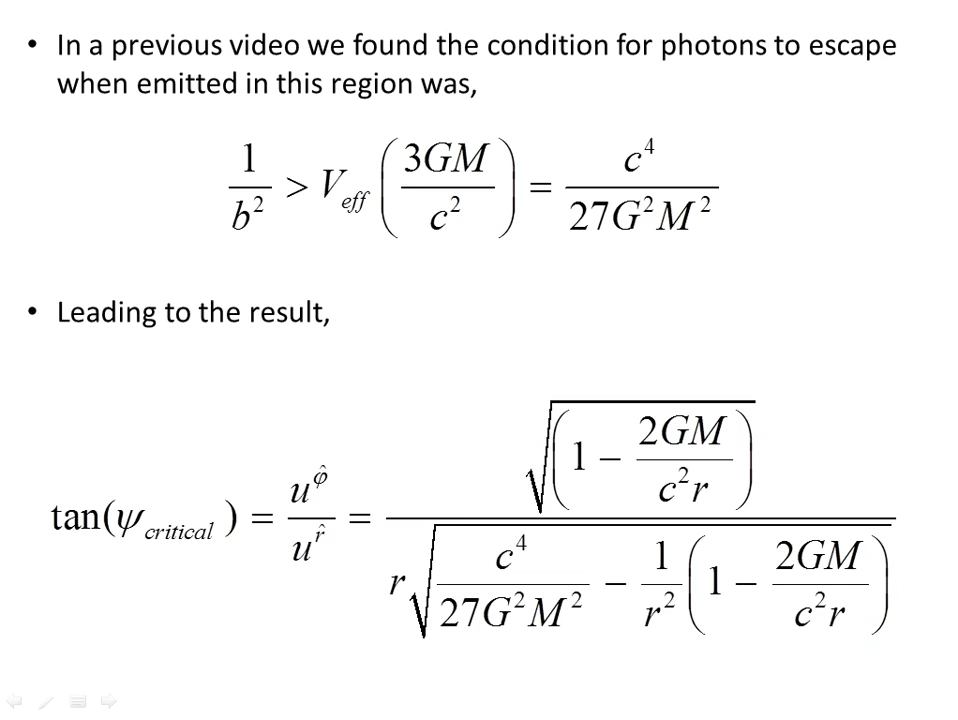 • In a previous video we found the condition for photons to escape
when emitted in this region was,
1/b² > V_eff (3GM/c²) = c⁴/(27G²M²)
• Leading to the result,
tan(ψ_critical) = u^φ̂/u^r̂ = √(1 − 2GM/(c²r)) / (r√(c⁴/(27G²M²) − (1/r²)(1 − 2GM/(c²r))))